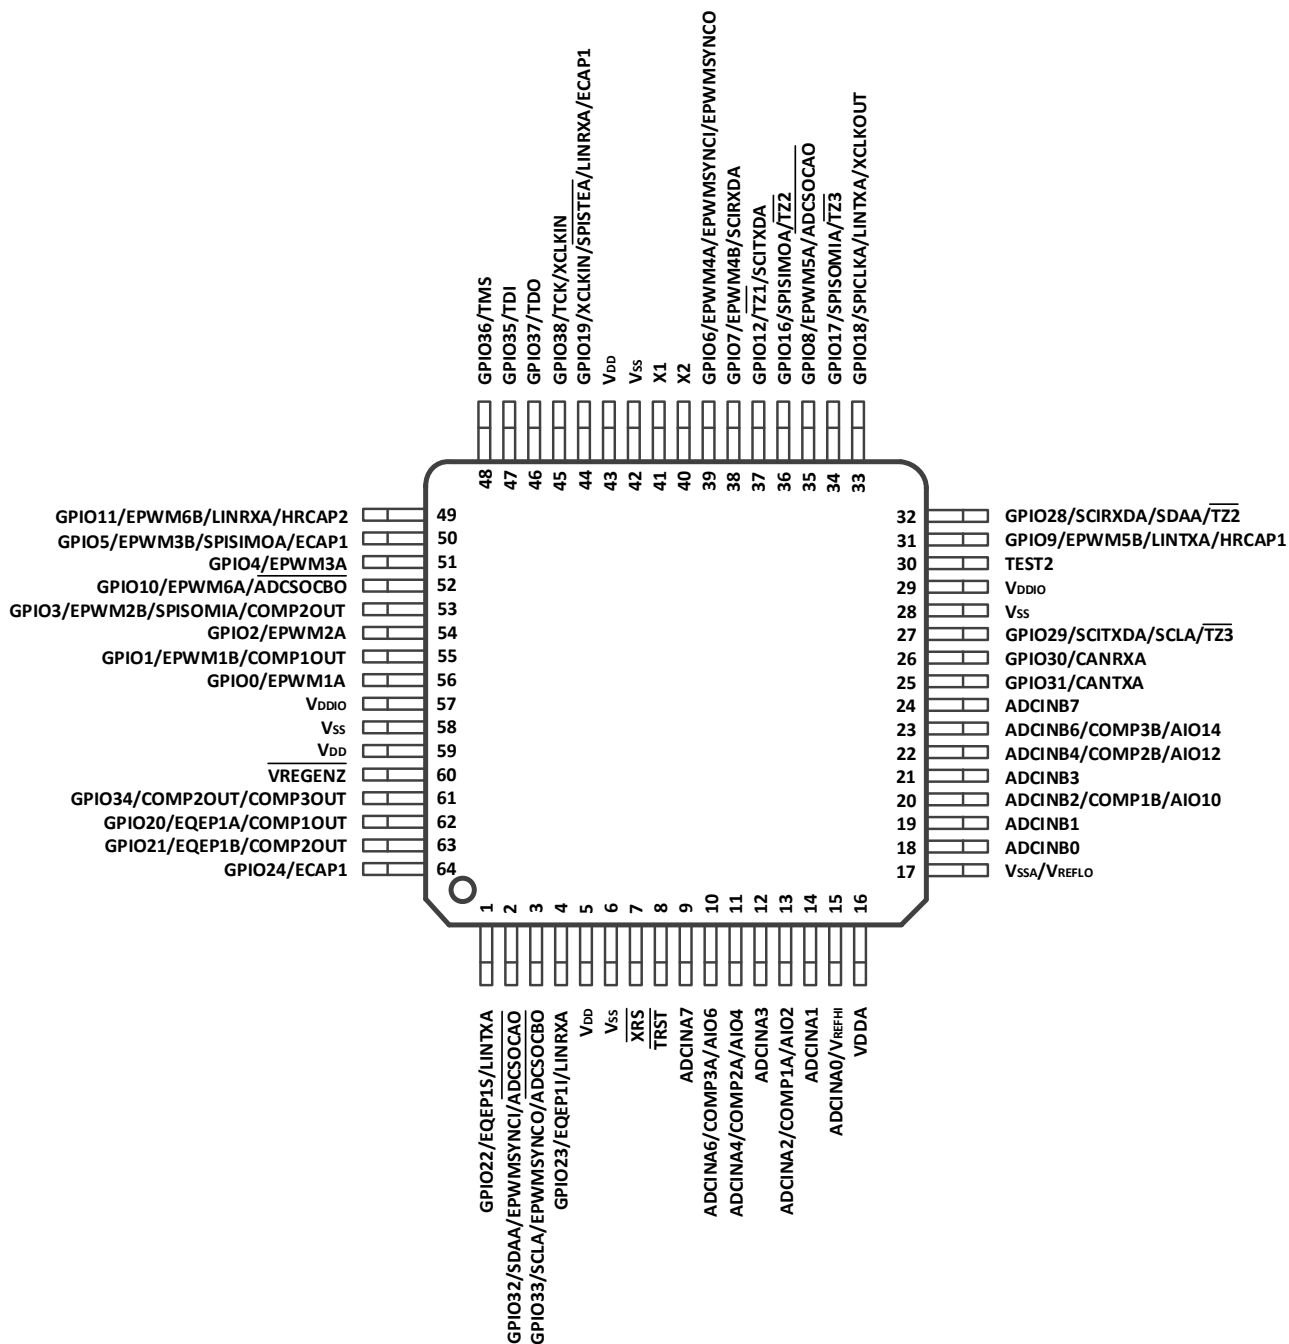 GPIO36/TMS
GPIO35/TDI
GPIO37/TDO
GPIO38/TCK/XCLKIN
GPIO19/XCLKIN/SPISTEA/LINRXA/ECAP1
VDD
VSS
X1
X2
GPIO6/EPWM4A/EPWMSYNCI/EPWMSYNCO
GPIO7/EPWM4B/SCIRXDA
GPIO12/TZ1/SCITXDA
GPIO16/SPISIMOA/TZ2
GPIO8/EPWM5A/ADCSOCAO
GPIO17/SPISOMIA/TZ3
GPIO18/SPICLKA/LINTXA/XCLKOUT
48
47
46
45
44
43
42
41
40
39
38
37
36
35
34
33
GPIO11/EPWM6B/LINRXA/HRCAP2 49
GPIO5/EPWM3B/SPISIMOA/ECAP1 50
GPIO4/EPWM3A 51
GPIO10/EPWM6A/ADCSOCBO 52
GPIO3/EPWM2B/SPISOMIA/COMP2OUT 53
GPIO2/EPWM2A 54
GPIO1/EPWM1B/COMP1OUT 55
GPIO0/EPWM1A 56
VDDIO 57
VSS 58
VDD 59
VREGENZ 60
GPIO34/COMP2OUT/COMP3OUT 61
GPIO20/EQEP1A/COMP1OUT 62
GPIO21/EQEP1B/COMP2OUT 63
GPIO24/ECAP1 64
32 GPIO28/SCIRXDA/SDAA/TZ2
31 GPIO9/EPWM5B/LINTXA/HRCAP1
30 TEST2
29 VDDIO
28 VSS
27 GPIO29/SCITXDA/SCLA/TZ3
26 GPIO30/CANRXA
25 GPIO31/CANTXA
24 ADCINB7
23 ADCINB6/COMP3B/AIO14
22 ADCINB4/COMP2B/AIO12
21 ADCINB3
20 ADCINB2/COMP1B/AIO10
19 ADCINB1
18 ADCINB0
17 VSSA/VREFLO
1
2
3
4
5
6
7
8
9
10
11
12
13
14
15
16
GPIO22/EQEP1S/LINTXA
GPIO32/SDAA/EPWMSYNCI/ADCSOCAO
GPIO33/SCLA/EPWMSYNCO/ADCSOCBO
GPIO23/EQEP1I/LINRXA
VDD
VSS
XRS
TRST
ADCINA7
ADCINA6/COMP3A/AIO6
ADCINA4/COMP2A/AIO4
ADCINA3
ADCINA2/COMP1A/AIO2
ADCINA1
ADCINA0/VREFHI
VDDA